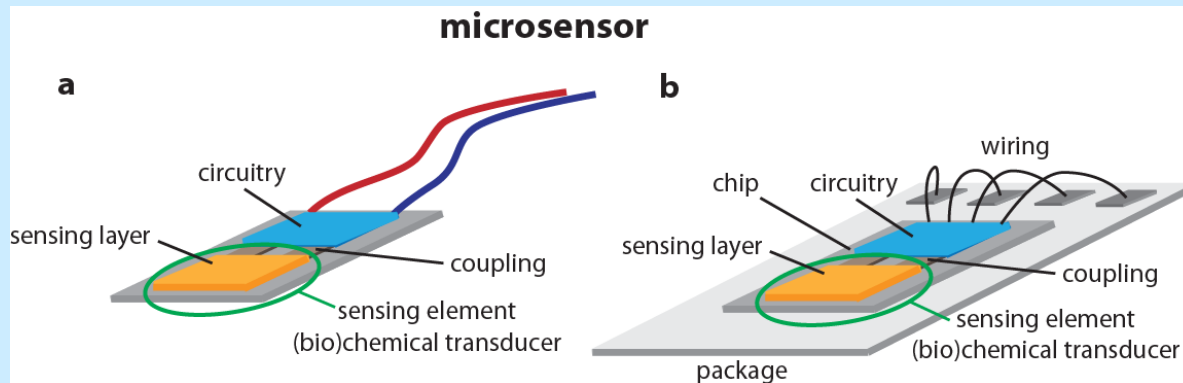 microsensor
a
circuitry
sensing layer
coupling
sensing element
(bio)chemical transducer
b
wiring
chip
circuitry
sensing layer
coupling
sensing element
(bio)chemical transducer
package